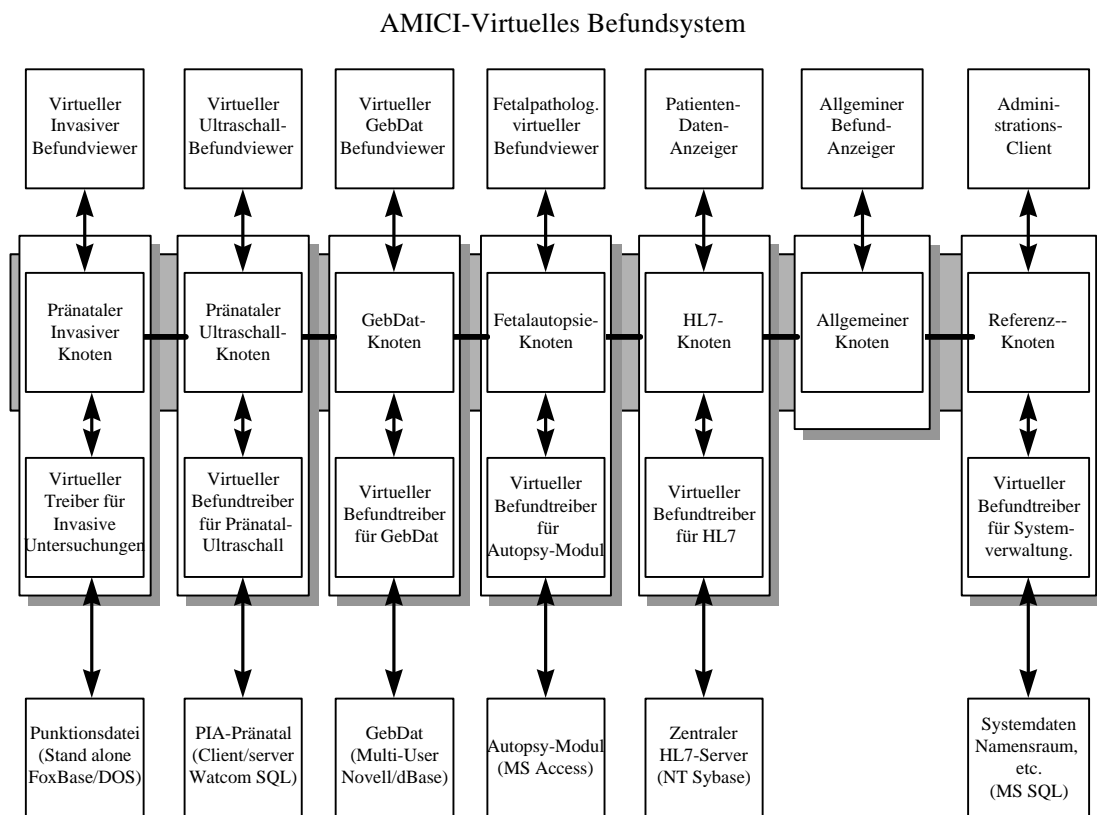 AMICI-Virtuelles Befundsystem
Virtueller
Invasiver
Befundviewer
Virtueller
Ultraschall-
Befundviewer
Virtueller
GebDat
Befundviewer
Fetalpatholog.
virtueller
Befundviewer
Patienten-
Daten-
Anzeiger
Allgeminer
Befund-
Anzeiger
Admini-
strations-
Client
Pränataler
Invasiver
Knoten
Pränataler
Ultraschall-
Knoten
GebDat-
Knoten
Fetalautopsie-
Knoten
HL7-
Knoten
Allgemeiner
Knoten
Referenz--
Knoten
Virtueller
Treiber für
Invasive
Untersuchungen
Virtueller
Befundtreiber
für Pränatal-
Ultraschall
Virtueller
Befundtreiber
für GebDat
Virtueller
Befundtreiber
für
Autopsy-Modul
Virtueller
Befundtreiber
für HL7
Virtueller
Befundtreiber
für System-
verwaltung.
Punktionsdatei
(Stand alone
FoxBase/DOS)
PIA-Pränatal
(Client/server
Watcom SQL)
GebDat
(Multi-User
Novell/dBase)
Autopsy-Modul
(MS Access)
Zentraler
HL7-Server
(NT Sybase)
Systemdaten
Namensraum,
etc.
(MS SQL)